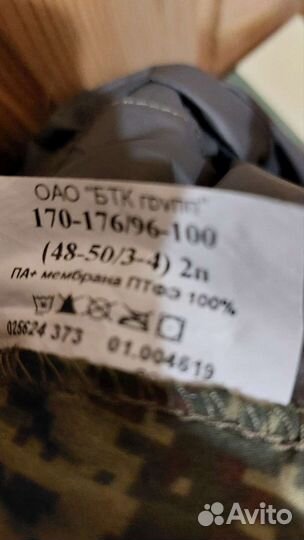 ОАО "БТК групп"
170-176/96-100
(48-50/3-4) 2п
ПА+ мембрана ПТФЭ 100%
025624 373 01.004619
Avito